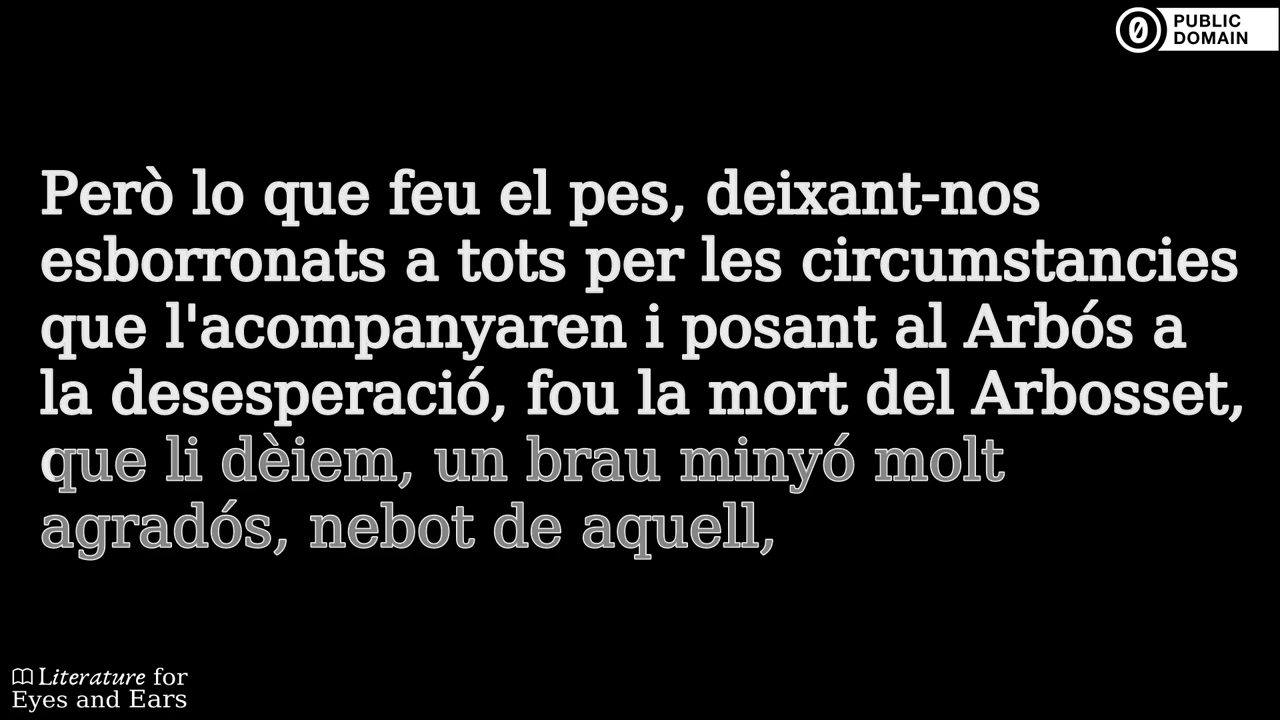 PUBLIC
DOMAIN
Però lo que feu el pes, deixant-nos
esborronats a tots per les circumstancies
que l'acompanyaren i posant al Arbós a
la desesperació, fou la mort del Arbosset,
que li dèiem, un brau minyó molt
agradós, nebot de aquell,
Literature for
Eyes and Ears